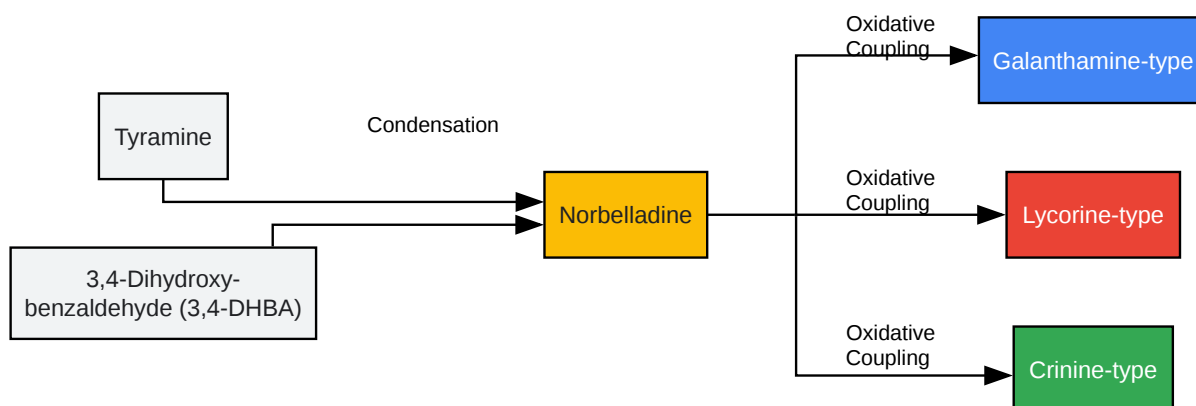 Tyramine
3,4-Dihydroxy-
benzaldehyde (3,4-DHBA)
Condensation
Norbelladine
Oxidative
Coupling
Galanthamine-type
Oxidative
Coupling
Lycorine-type
Oxidative
Coupling
Crinine-type